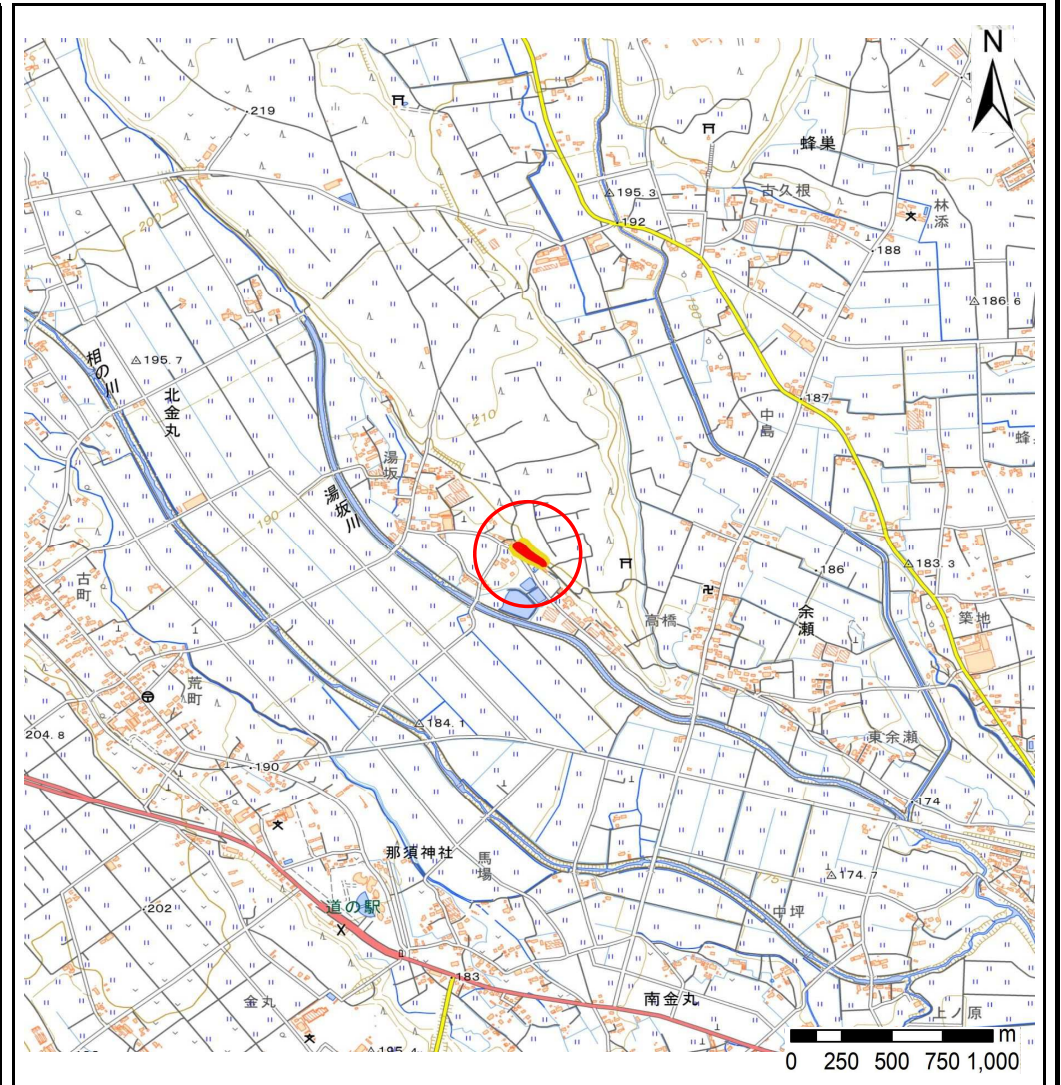 N
219
蜂巣
195.3
古久根
林添
192
188
200
186.6
190
相の川
195.7
北金丸
187
中島
210
湯坂
湯坂川
190
186
183.3
古町
余瀬
築地
高橋
荒町
184.1
204.8
東余瀬
190
174
那須神社
馬場
174.7
道の駅
202
中坪
183
金丸
南金丸
上ノ原
195.4
m
0 250 500 750 1,000